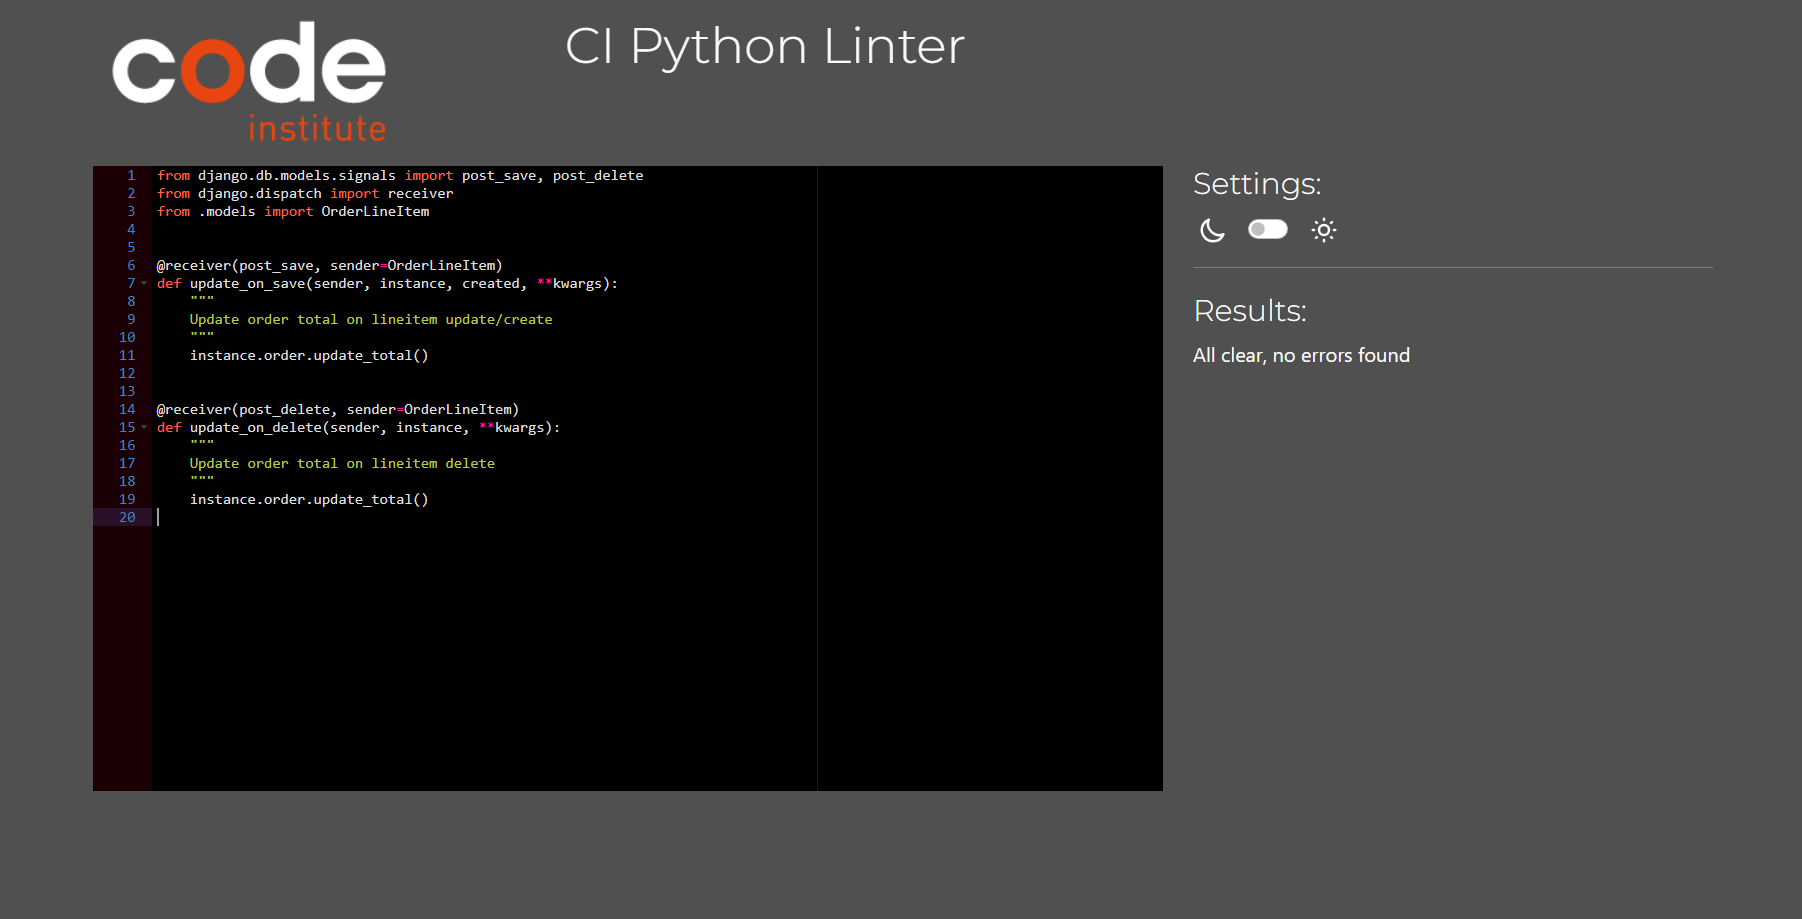 code
institute
CI Python Linter
1 from django.db.models.signals import post_save, post_delete
2 from django.dispatch import receiver
3 from .models import OrderLineItem
4
5
6 @receiver(post_save, sender=OrderLineItem)
7 def update_on_save(sender, instance, created, **kwargs):
8     """
9     Update order total on lineitem update/create
10     """
11     instance.order.update_total()
12
13
14 @receiver(post_delete, sender=OrderLineItem)
15 def update_on_delete(sender, instance, **kwargs):
16     """
17     Update order total on lineitem delete
18     """
19     instance.order.update_total()
20
Settings:
Results:
All clear, no errors found